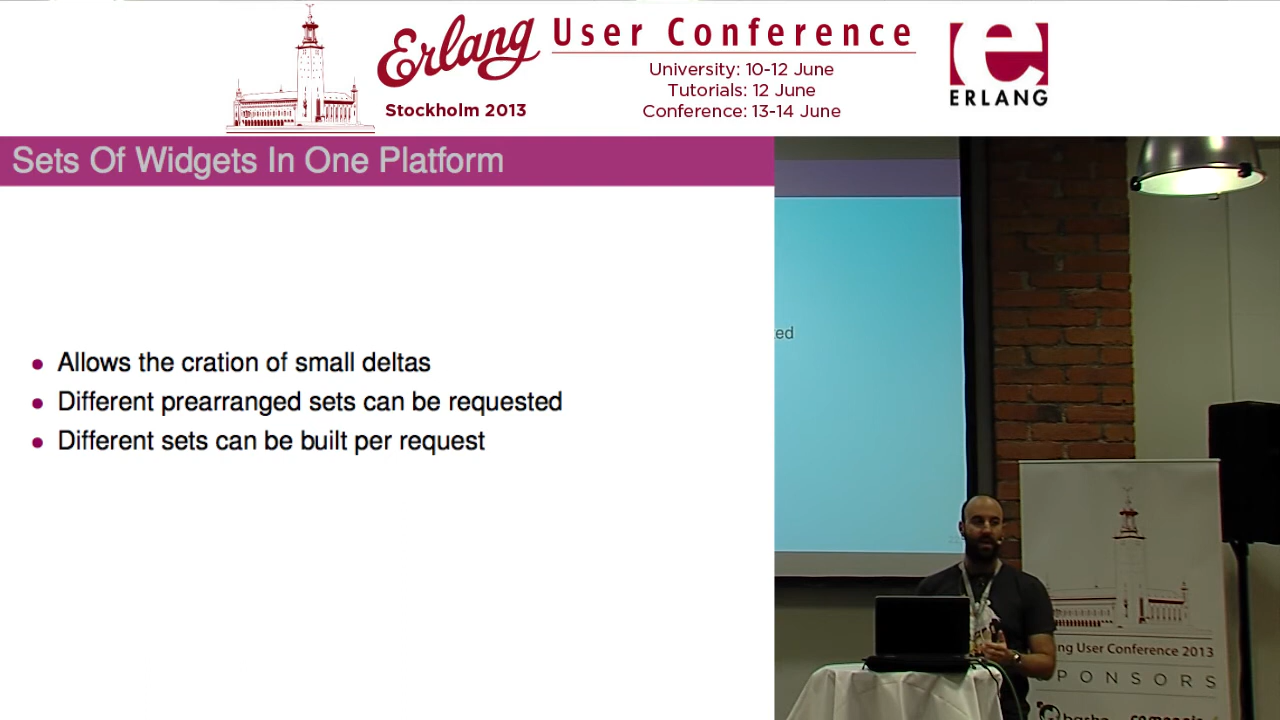 Erlang User Conference
Stockholm 2013
University: 10-12 June
Tutorials: 12 June
Conference: 13-14 June
e
ERLANG
Sets Of Widgets In One Platform
• Allows the cration of small deltas
• Different prearranged sets can be requested
• Different sets can be built per request
ed
ng User Conference 2013
PONSORS
basho